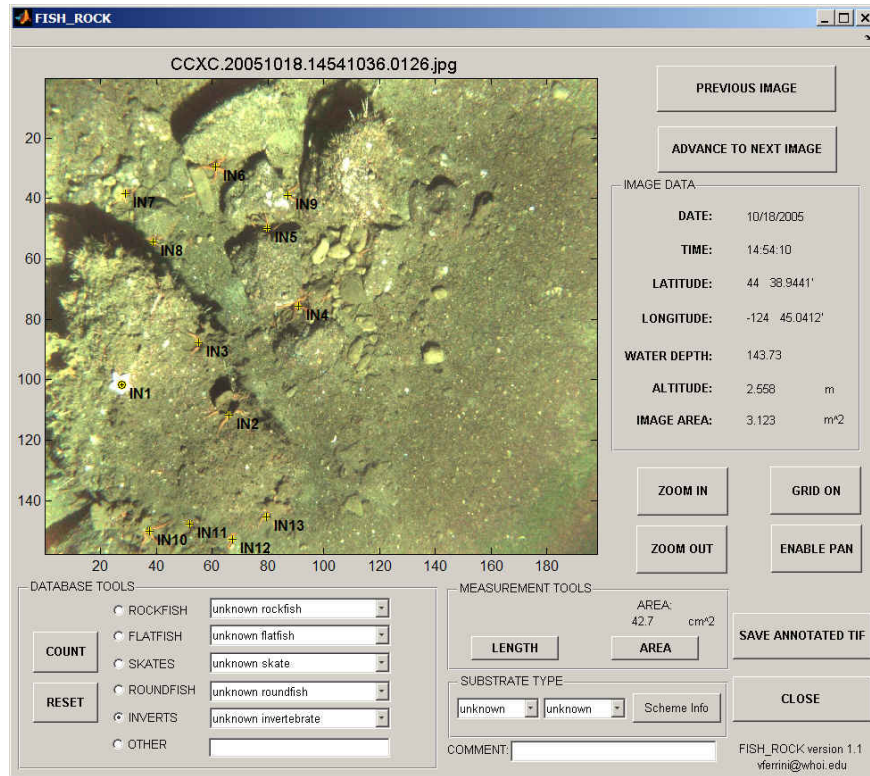 FISH_ROCK
CCXC.20051018.14541036.0126.jpg
20
40
60
80
100
120
140
20 40 60 80 100 120 140 160 180
IN6
IN7
IN9
IN5
IN8
IN4
IN3
IN1
IN2
IN13
IN11
IN10
IN12
PREVIOUS IMAGE
ADVANCE TO NEXT IMAGE
IMAGE DATA
DATE: 10/18/2005
TIME: 14:54:10
LATITUDE: 44 38.9441'
LONGITUDE: -124 45.0412'
WATER DEPTH: 143.73
ALTITUDE: 2.558 m
IMAGE AREA: 3.123 m^2
ZOOM IN GRID ON
ZOOM OUT ENABLE PAN
DATABASE TOOLS
COUNT
RESET
ROCKFISH unknown rockfish
FLATFISH unknown flatfish
SKATES unknown skate
ROUNDFISH unknown roundfish
INVERTS unknown invertebrate
OTHER
MEASUREMENT TOOLS
AREA:
42.7 cm^2
LENGTH AREA
SUBSTRATE TYPE
unknown unknown Scheme Info
COMMENT:
SAVE ANNOTATED TIF
CLOSE
FISH_ROCK version 1.1
vferrini@whoi.edu